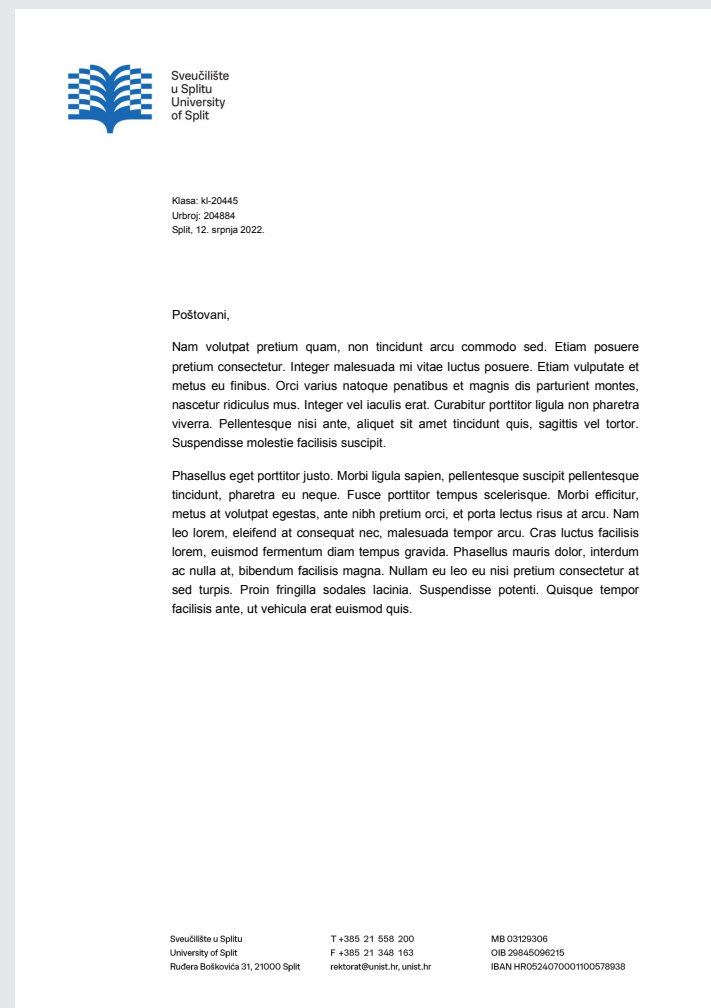 Sveučilište
u Splitu
University
of Split
Klasa: kl-20445
Urbroj: 204884
Split, 12. srpnja 2022.
Poštovani,
Nam volutpat pretium quam, non tincidunt arcu commodo sed. Etiam posuere
pretium consectetur. Integer malesuada mi vitae luctus posuere. Etiam vulputate et
metus eu finibus. Orci varius natoque penatibus et magnis dis parturient montes,
nascetur ridiculus mus. Integer vel iaculis erat. Curabitur porttitor ligula non pharetra
viverra. Pellentesque nisi ante, aliquet sit amet tincidunt quis, sagittis vel tortor.
Suspendisse molestie facilisis suscipit.
Phasellus eget porttitor justo. Morbi ligula sapien, pellentesque suscipit pellentesque
tincidunt, pharetra eu neque. Fusce porttitor tempus scelerisque. Morbi efficitur,
metus at volutpat egestas, ante nibh pretium orci, et porta lectus risus at arcu. Nam
leo lorem, eleifend at consequat nec, malesuada tempor arcu. Cras luctus facilisis
lorem, euismod fermentum diam tempus gravida. Phasellus mauris dolor, interdum
ac nulla at, bibendum facilisis magna. Nullam eu leo eu nisi pretium consectetur at
sed turpis. Proin fringilla sodales lacinia. Suspendisse potenti. Quisque tempor
facilisis ante, ut vehicula erat euismod quis.
Sveučilište u Splitu
University of Split
Ruđera Boškovića 31, 21000 Split
T +385 21 558 200
F +385 21 348 163
rektorat@unist.hr, unist.hr
MB 03129306
OIB 29845096215
IBAN HR0524070001100578938